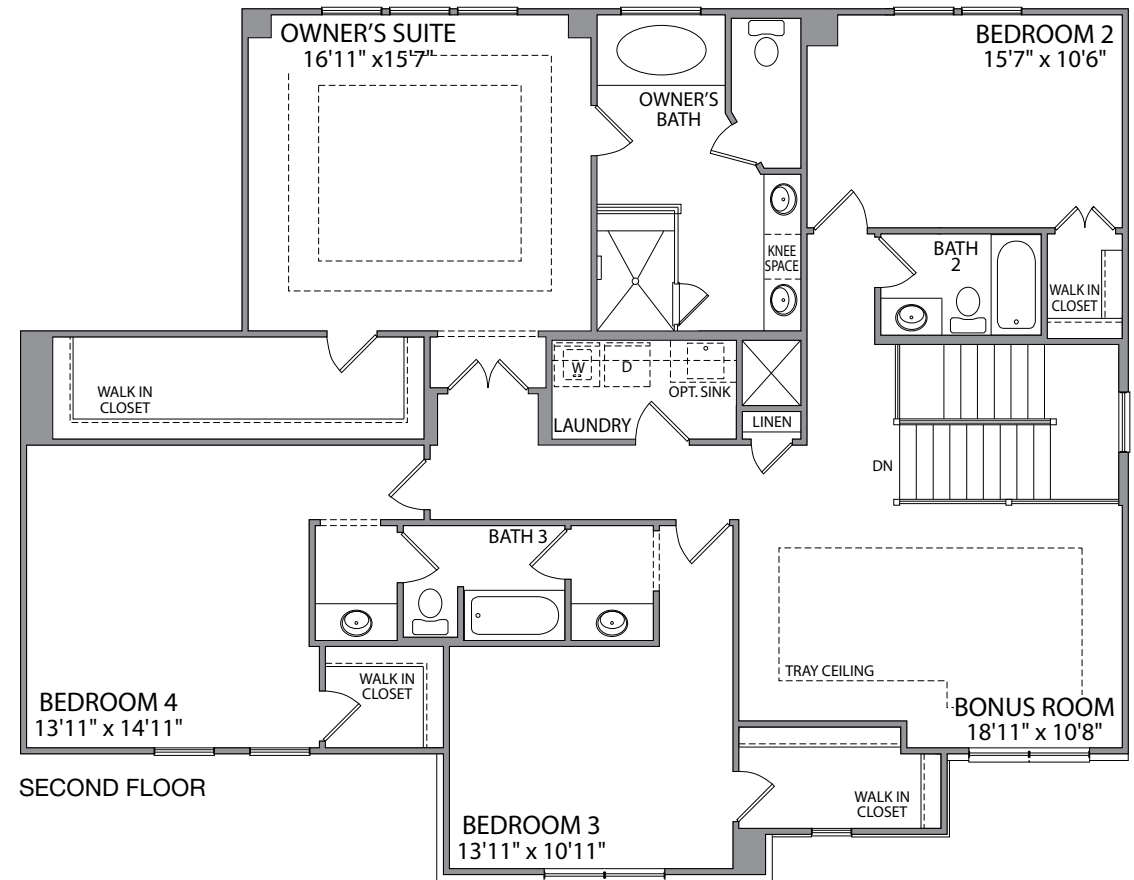 OWNER'S SUITE
16'11" x15'7"
OWNER'S
BATH
BEDROOM 2
15'7" x 10'6"
KNEE
SPACE
BATH
2
WALK IN
CLOSET
WALK IN
CLOSET
W
D
OPT. SINK
LAUNDRY
LINEN
DN
BATH 3
TRAY CEILING
WALK IN
CLOSET
BEDROOM 4
13'11" x 14'11"
BONUS ROOM
18'11" x 10'8"
SECOND FLOOR
WALK IN
CLOSET
BEDROOM 3
13'11" x 10'11"